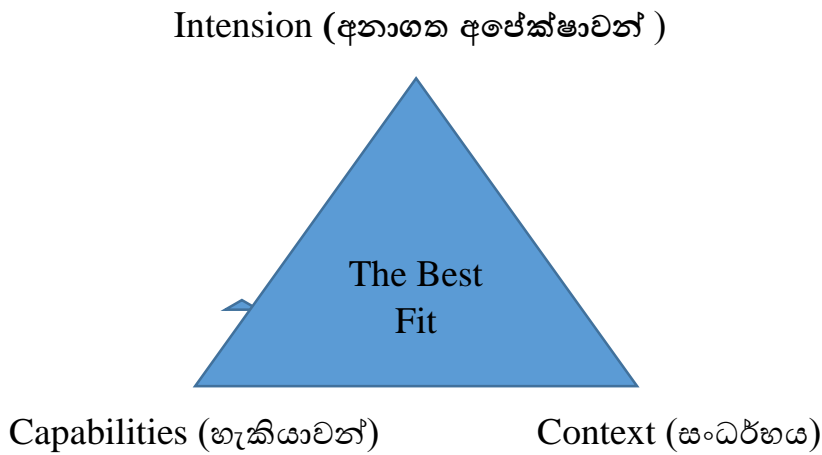 Intension (අනාගත අපේක්ෂාවන් )
The Best
Fit
Capabilities (හැකියාවන්) Context (සංධර්භය)